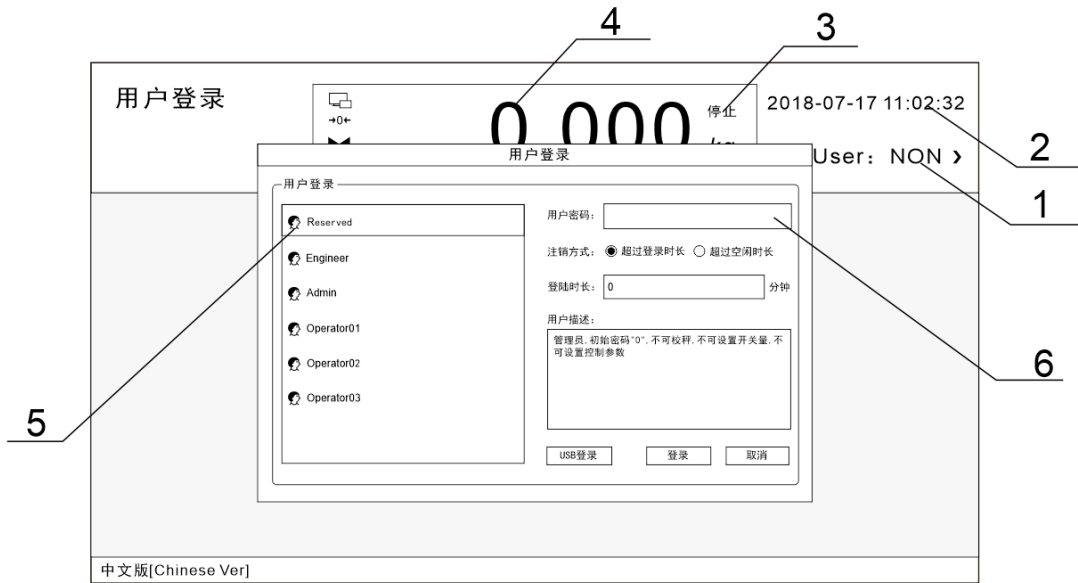 4
3
用户登录
0.000
停止
2018-07-17 11:02:32
→0←
用户登录
User: NON ›
2
1
用户登录
Reserved
Engineer
Admin
Operator01
Operator02
Operator03
用户密码:
注销方式: 超过登录时长 超过空闲时长
登陆时长: 0 分钟
用户描述:
管理员,初始密码"0",不可校秤,不可设置开关量,不
可设置控制参数
USB登录 登录 取消
5
6
中文版[Chinese Ver]